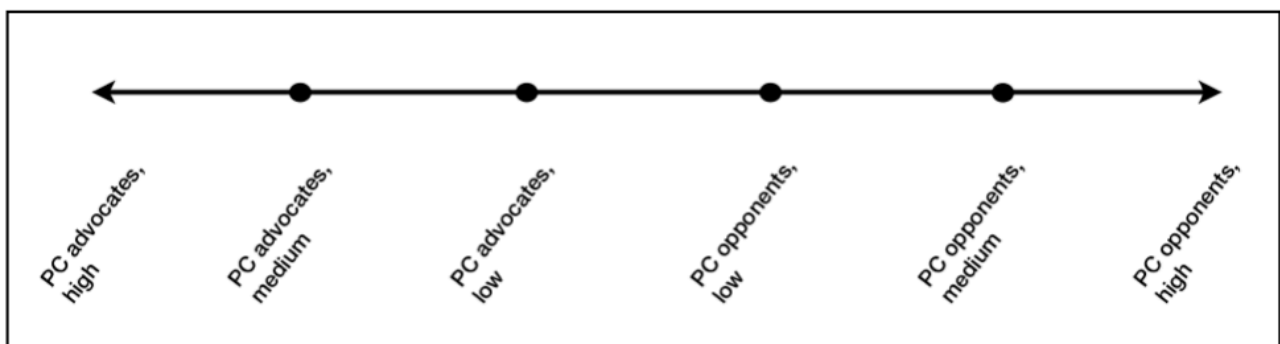 PC advocates,
high
PC advocates,
medium
PC advocates,
low
PC opponents,
low
PC opponents,
medium
PC opponents,
high